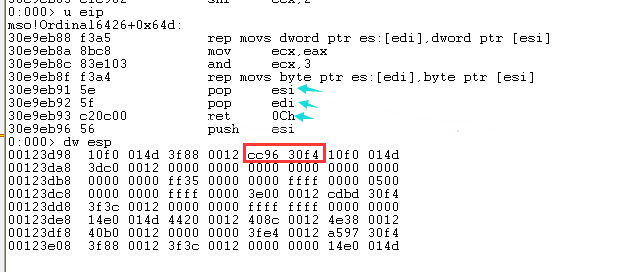 0:000> u eip
mso!Ordinal6426+0x64d:
30e9eb88 f3a5 rep movs dword ptr es:[edi],dword ptr [esi]
30e9eb8a 8bc8 mov ecx,eax
30e9eb8c 83e103 and ecx,3
30e9eb8f f3a4 rep movs byte ptr es:[edi],byte ptr [esi]
30e9eb91 5e pop esi
30e9eb92 5f pop edi
30e9eb93 c20c00 ret 0Ch
30e9eb96 56 push esi
0:000> dw esp
00123d98 10f0 014d 3f88 0012 cc96 30f4 10f0 014d
00123da8 3dc0 0012 0000 0000 0000 0000 0000 0000
00123db8 0000 0000 ff35 0000 0000 ffff 0000 0500
00123dc8 0000 0000 ffff 0000 3e00 0012 cdbd 30f4
00123dd8 3f3c 0012 0000 0000 ffff ffff 0000 0000
00123de8 14e0 014d 4420 0012 408c 0012 4e38 0012
00123df8 40b0 0012 0000 0000 3fe4 0012 a597 30f4
00123e08 3f88 0012 3f3c 0012 0000 0000 14e0 014d